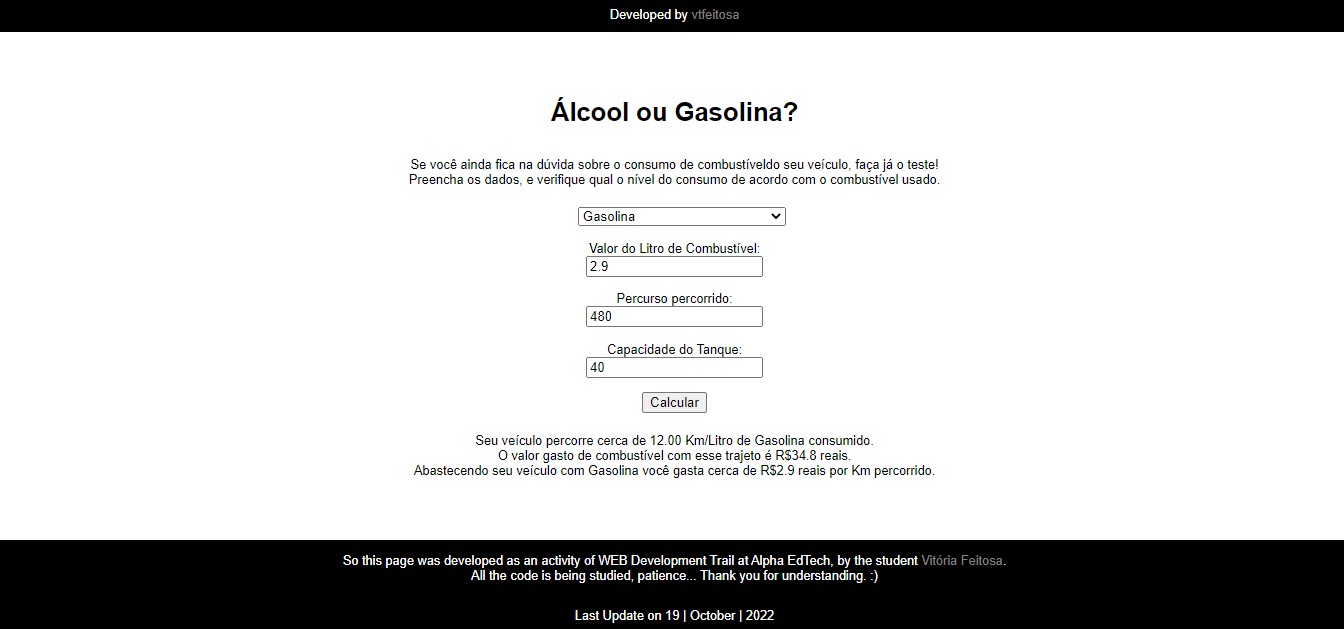 Developed by vtfeitosa
Álcool ou Gasolina?
Se você ainda fica na dúvida sobre o consumo de combustíveldo seu veículo, faça já o teste!
Preencha os dados, e verifique qual o nível do consumo de acordo com o combustível usado.
Gasolina
Valor do Litro de Combustível:
2.9
Percurso percorrido:
480
Capacidade do Tanque:
40
Calcular
Seu veículo percorre cerca de 12.00 Km/Litro de Gasolina consumido.
O valor gasto de combustível com esse trajeto é R$34.8 reais.
Abastecendo seu veículo com Gasolina você gasta cerca de R$2.9 reais por Km percorrido.
So this page was developed as an activity of WEB Development Trail at Alpha EdTech, by the student Vitória Feitosa.
All the code is being studied, patience... Thank you for understanding. :)
Last Update on 19 | October | 2022